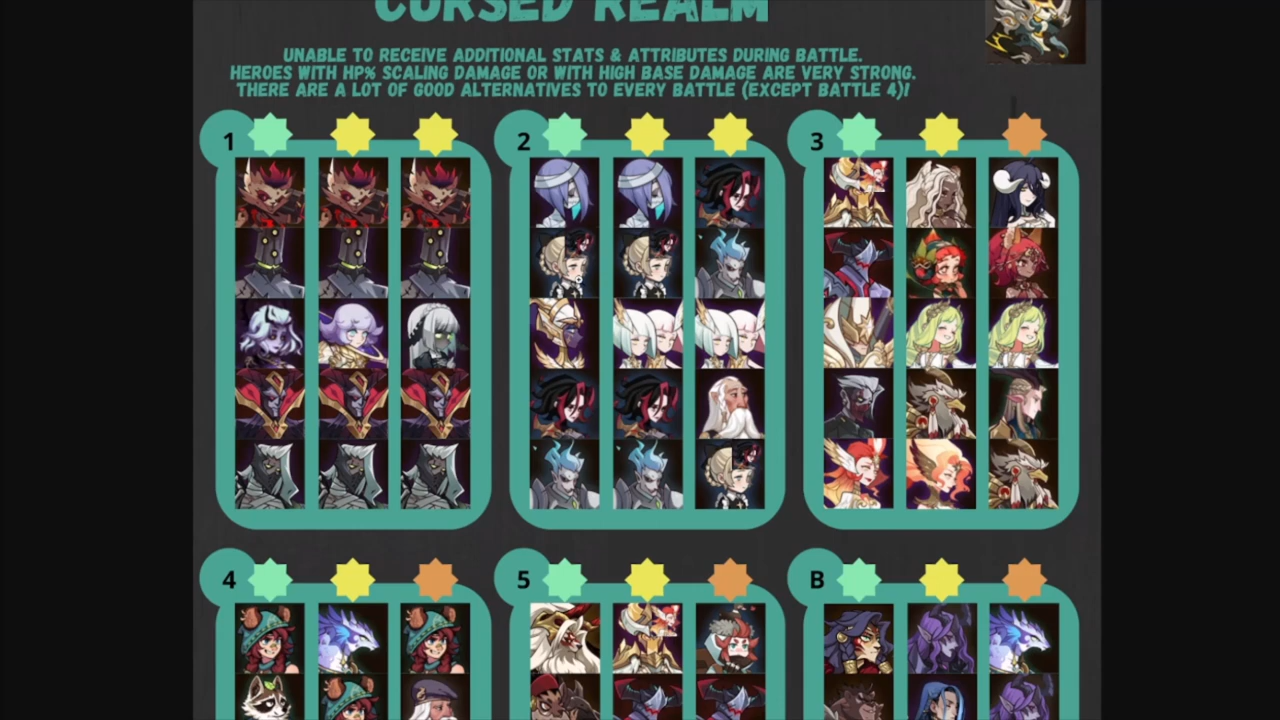 CURSED REALM
UNABLE TO RECEIVE ADDITIONAL STATS & ATTRIBUTES DURING BATTLE.
HEROES WITH HP% SCALING DAMAGE OR WITH HIGH BASE DAMAGE ARE VERY STRONG.
THERE ARE A LOT OF GOOD ALTERNATIVES TO EVERY BATTLE (EXCEPT BATTLE 4)!
1
2
3
4
5
B